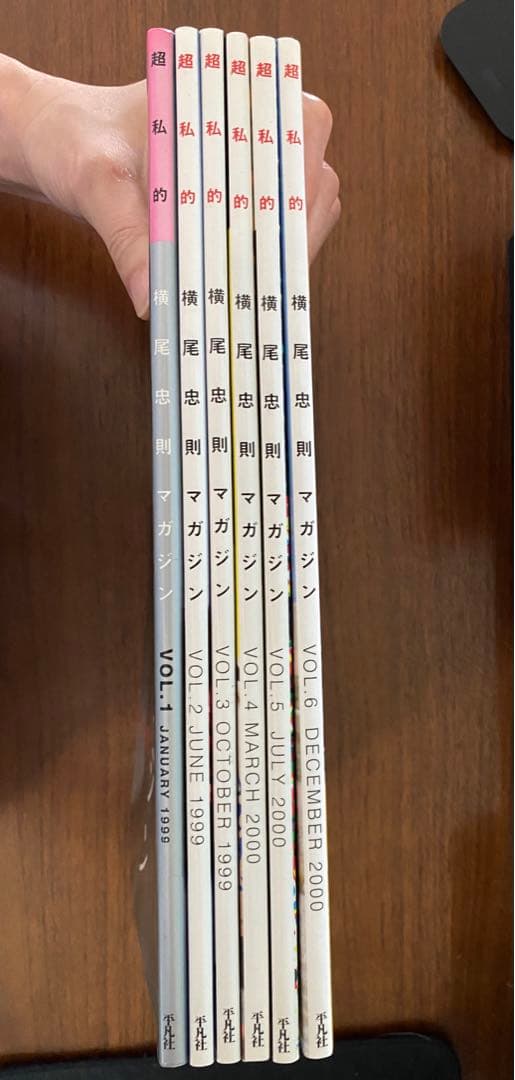 超私的 横尾忠則マガジン VOL.1 JANUARY 1999 平凡社
超私的 横尾忠則マガジン VOL.2 JUNE 1999 平凡社
超私的 横尾忠則マガジン VOL.3 OCTOBER 1999 平凡社
超私的 横尾忠則マガジン VOL.4 MARCH 2000 平凡社
超私的 横尾忠則マガジン VOL.5 JULY 2000 平凡社
超私的 横尾忠則マガジン VOL.6 DECEMBER 2000 平凡社